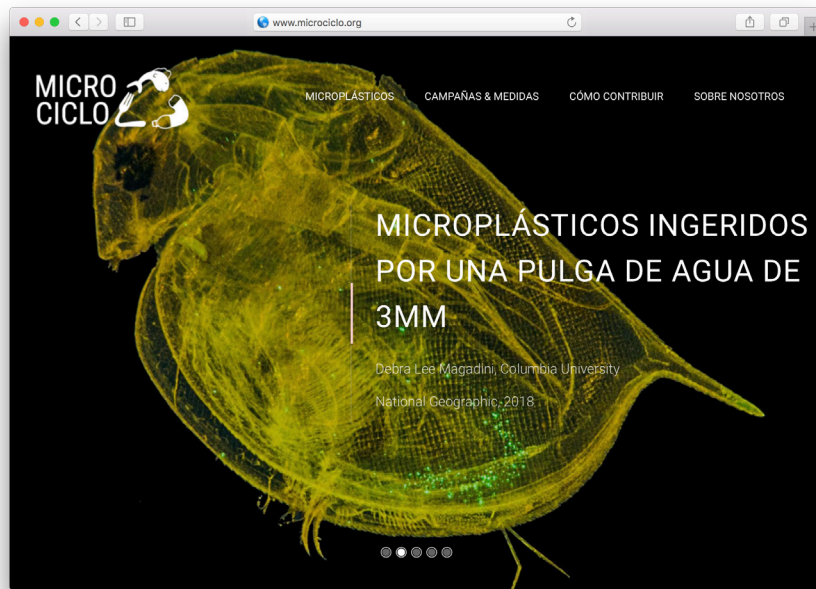 www.microciclo.org
MICRO
CICLO
MICROPLÁSTICOS
CAMPAÑAS & MEDIDAS
CÓMO CONTRIBUIR
SOBRE NOSOTROS
MICROPLÁSTICOS INGERIDOS
POR UNA PULGA DE AGUA DE
3MM
Debra Lee Magadini, Columbia University
National Geographic, 2018